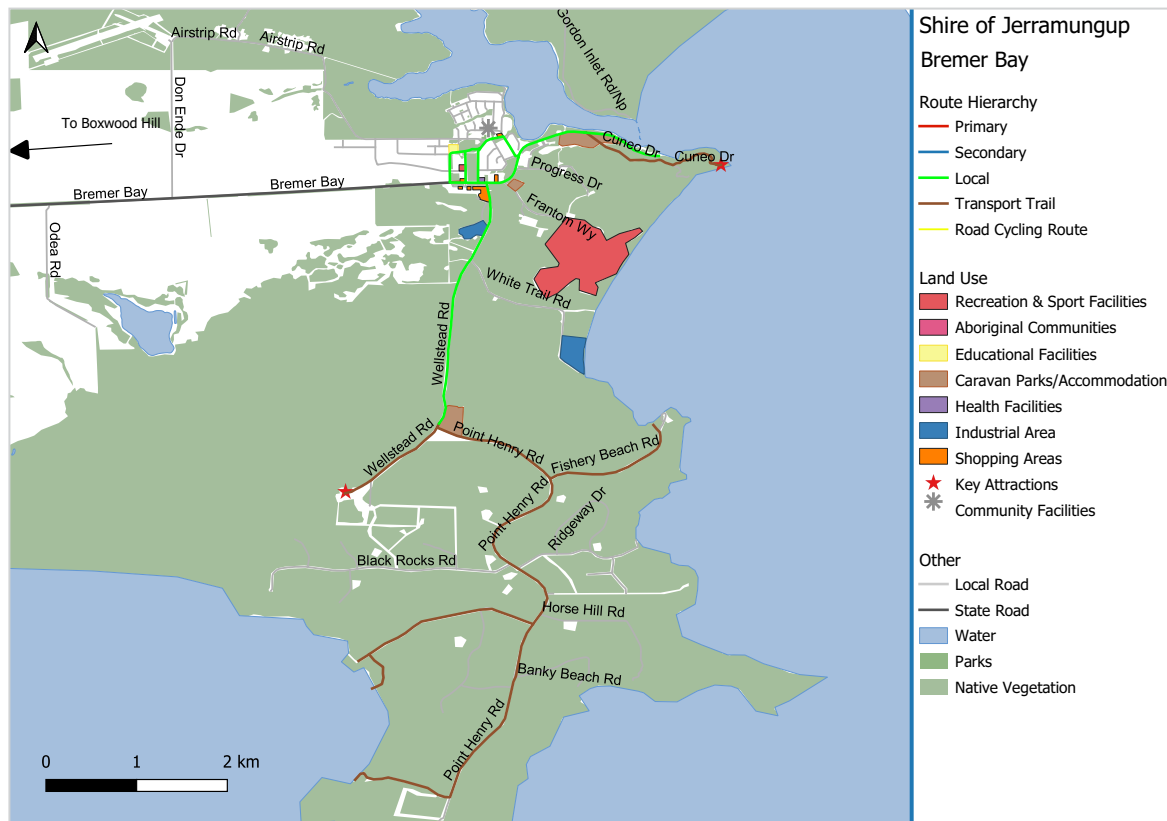 Airstrip Rd
Airstrip Rd
Gordon Inlet Rd/Np
Don Ende Dr
To Boxwood Hill
Cuneo Dr
Cuneo Dr
Progress Dr
Bremer Bay
Bremer Bay
Frantom Wy
Odea Rd
White Trail Rd
Wellstead Rd
Wellstead Rd
Point Henry Rd
Fishery Beach Rd
Point Henry Rd
Ridgeway Dr
Black Rocks Rd
Horse Hill Rd
Banky Beach Rd
Point Henry Rd
0 1 2 km
Shire of Jerramungup
Bremer Bay
Route Hierarchy
Primary
Secondary
Local
Transport Trail
Road Cycling Route
Land Use
Recreation & Sport Facilities
Aboriginal Communities
Educational Facilities
Caravan Parks/Accommodation
Health Facilities
Industrial Area
Shopping Areas
Key Attractions
Community Facilities
Other
Local Road
State Road
Water
Parks
Native Vegetation